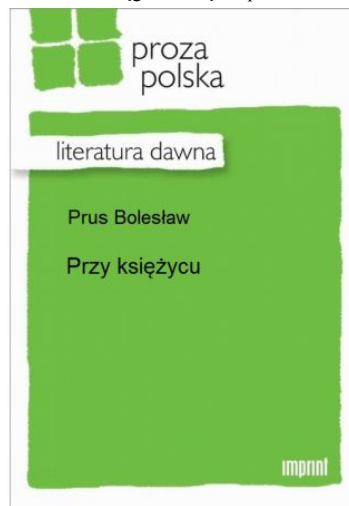 proza
polska
literatura dawna
Prus Bolesław
Przy księżycu
imprint